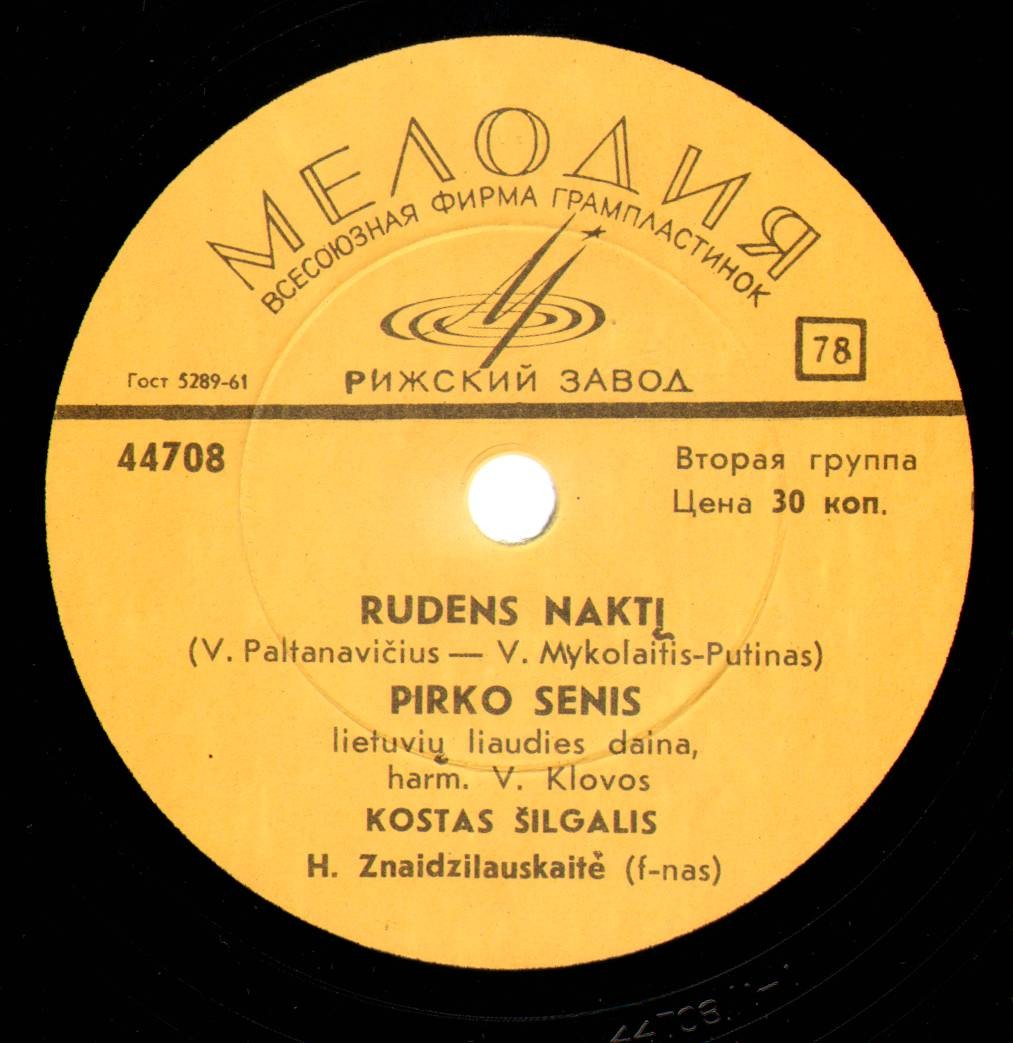 МЕЛОДИЯ
ВСЕСОЮЗНАЯ ФИРМА ГРАМПЛАСТИНОК
78
Гост 5289-61
РИЖСКИЙ ЗАВОД
44708
Вторая группа
Цена 30 коп.
RUDENS NAKTĮ
(V. Paltanavičius — V. Mykolaitis-Putinas)
PIRKO SENIS
lietuvių liaudies daina,
harm. V. Klovos
KOSTAS ŠILGALIS
H. Znaidzilauskaitė (f-nas)